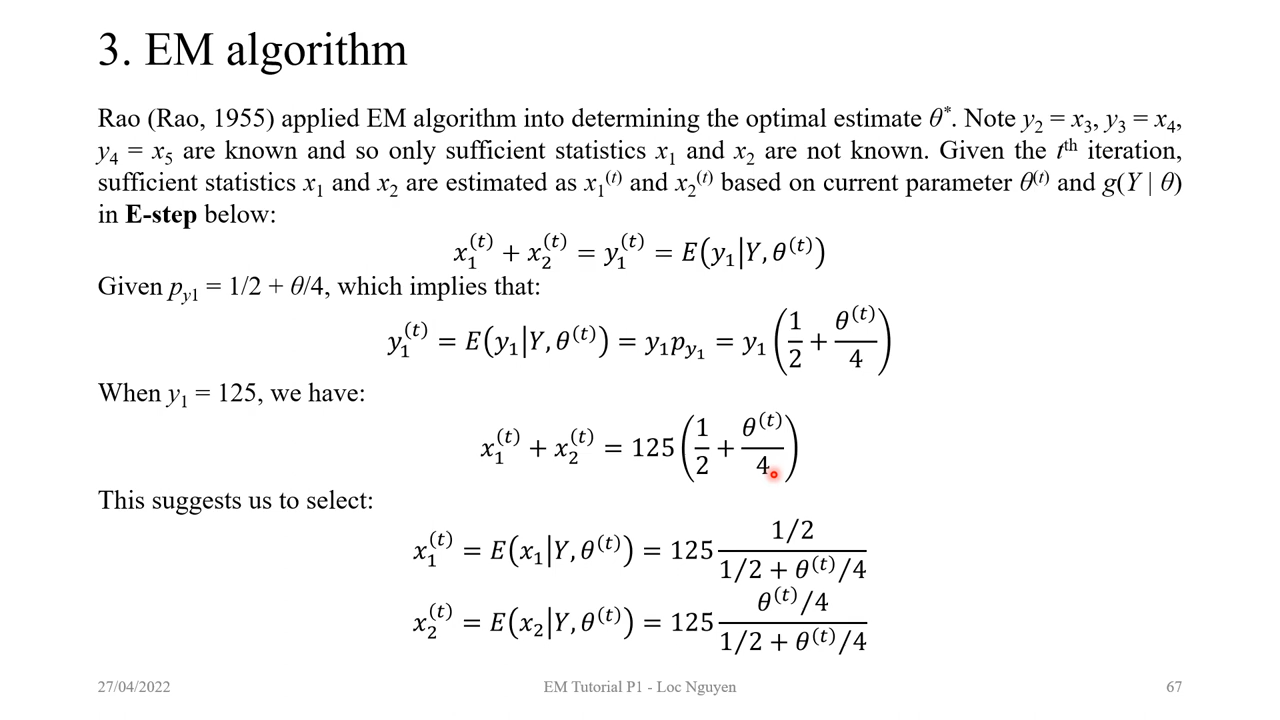 3. EM algorithm
Rao (Rao, 1955) applied EM algorithm into determining the optimal estimate θ*. Note y₂ = x₃, y₃ = x₄,
y₄ = x₅ are known and so only sufficient statistics x₁ and x₂ are not known. Given the tᵗʰ iteration,
sufficient statistics x₁ and x₂ are estimated as x₁⁽ᵗ⁾ and x₂⁽ᵗ⁾ based on current parameter θ⁽ᵗ⁾ and g(Y | θ)
in E-step below:
x₁⁽ᵗ⁾ + x₂⁽ᵗ⁾ = y₁⁽ᵗ⁾ = E(y₁|Y, θ⁽ᵗ⁾)
Given p_y1 = 1/2 + θ/4, which implies that:
y₁⁽ᵗ⁾ = E(y₁|Y, θ⁽ᵗ⁾) = y₁p_y₁ = y₁(1/2 + θ⁽ᵗ⁾/4)
When y₁ = 125, we have:
x₁⁽ᵗ⁾ + x₂⁽ᵗ⁾ = 125(1/2 + θ⁽ᵗ⁾/4)
This suggests us to select:
x₁⁽ᵗ⁾ = E(x₁|Y, θ⁽ᵗ⁾) = 125 (1/2)/(1/2 + θ⁽ᵗ⁾/4)
x₂⁽ᵗ⁾ = E(x₂|Y, θ⁽ᵗ⁾) = 125 (θ⁽ᵗ⁾/4)/(1/2 + θ⁽ᵗ⁾/4)
27/04/2022 EM Tutorial P1 - Loc Nguyen 67